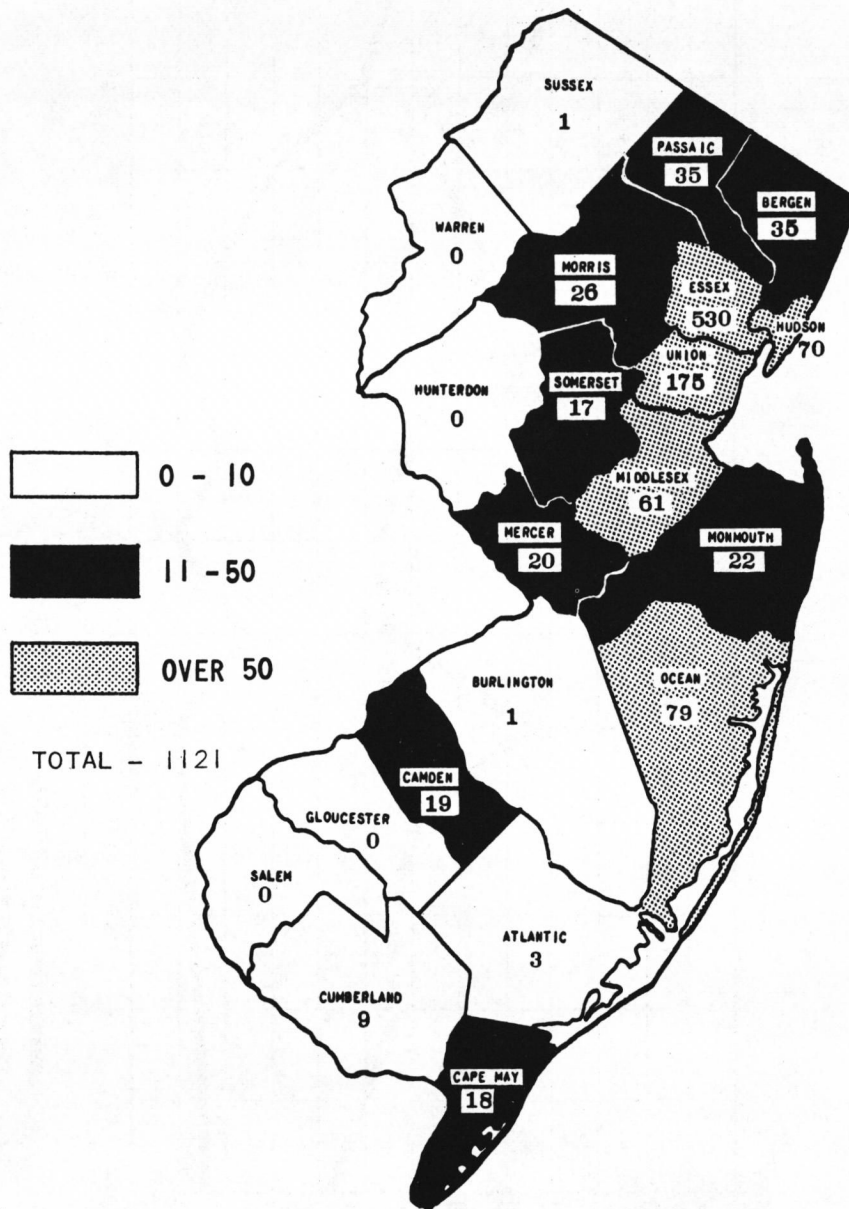 SUSSEX
1
PASSAIC
35
BERGEN
35
WARREN
0
MORRIS
26
ESSEX
530
HUDSON
70
UNION
175
HUNTERDON
0
SOMERSET
17
MIDDLESEX
61
MERCER
20
MONMOUTH
22
0 - 10
11 - 50
OVER 50
TOTAL - 1121
BURLINGTON
1
OCEAN
79
CAMDEN
19
GLOUCESTER
0
SALEM
0
ATLANTIC
3
CUMBERLAND
9
CAPE MAY
18